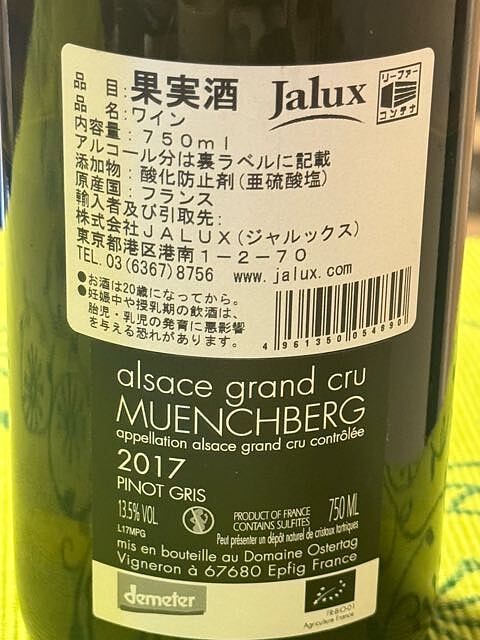 品　目：果実酒
Jalux
リーファー
コンテナ
品　名：ワイン
内容量：７５０ｍｌ
アルコール分は裏ラベルに記載
添加物：酸化防止剤(亜硫酸塩)
原産国：フランス
輸入者及び引取先：
株式会社ＪＡＬＵＸ(ジャルックス)
東京都港区港南１－２－７０
TEL. 03(6367)8756 www.jalux.com
●お酒は20歳になってから。
●妊娠中や授乳期の飲酒は、
胎児・乳児の発育に悪影響
を与える恐れがあります。
4 961350 054690
alsace grand cru
MUENCHBERG
appellation alsace grand cru contrôlée
2017
PINOT GRIS
13.5% VOL
L17MPG
PRODUCT OF FRANCE
CONTAINS SULFITES
750 ML
Peut présenter un dépôt naturel de cristaux tartriques
mis en bouteille au Domaine Ostertag
Vigneron à 67680 Epfig France
demeter
FR-BIO-01
Agriculture France